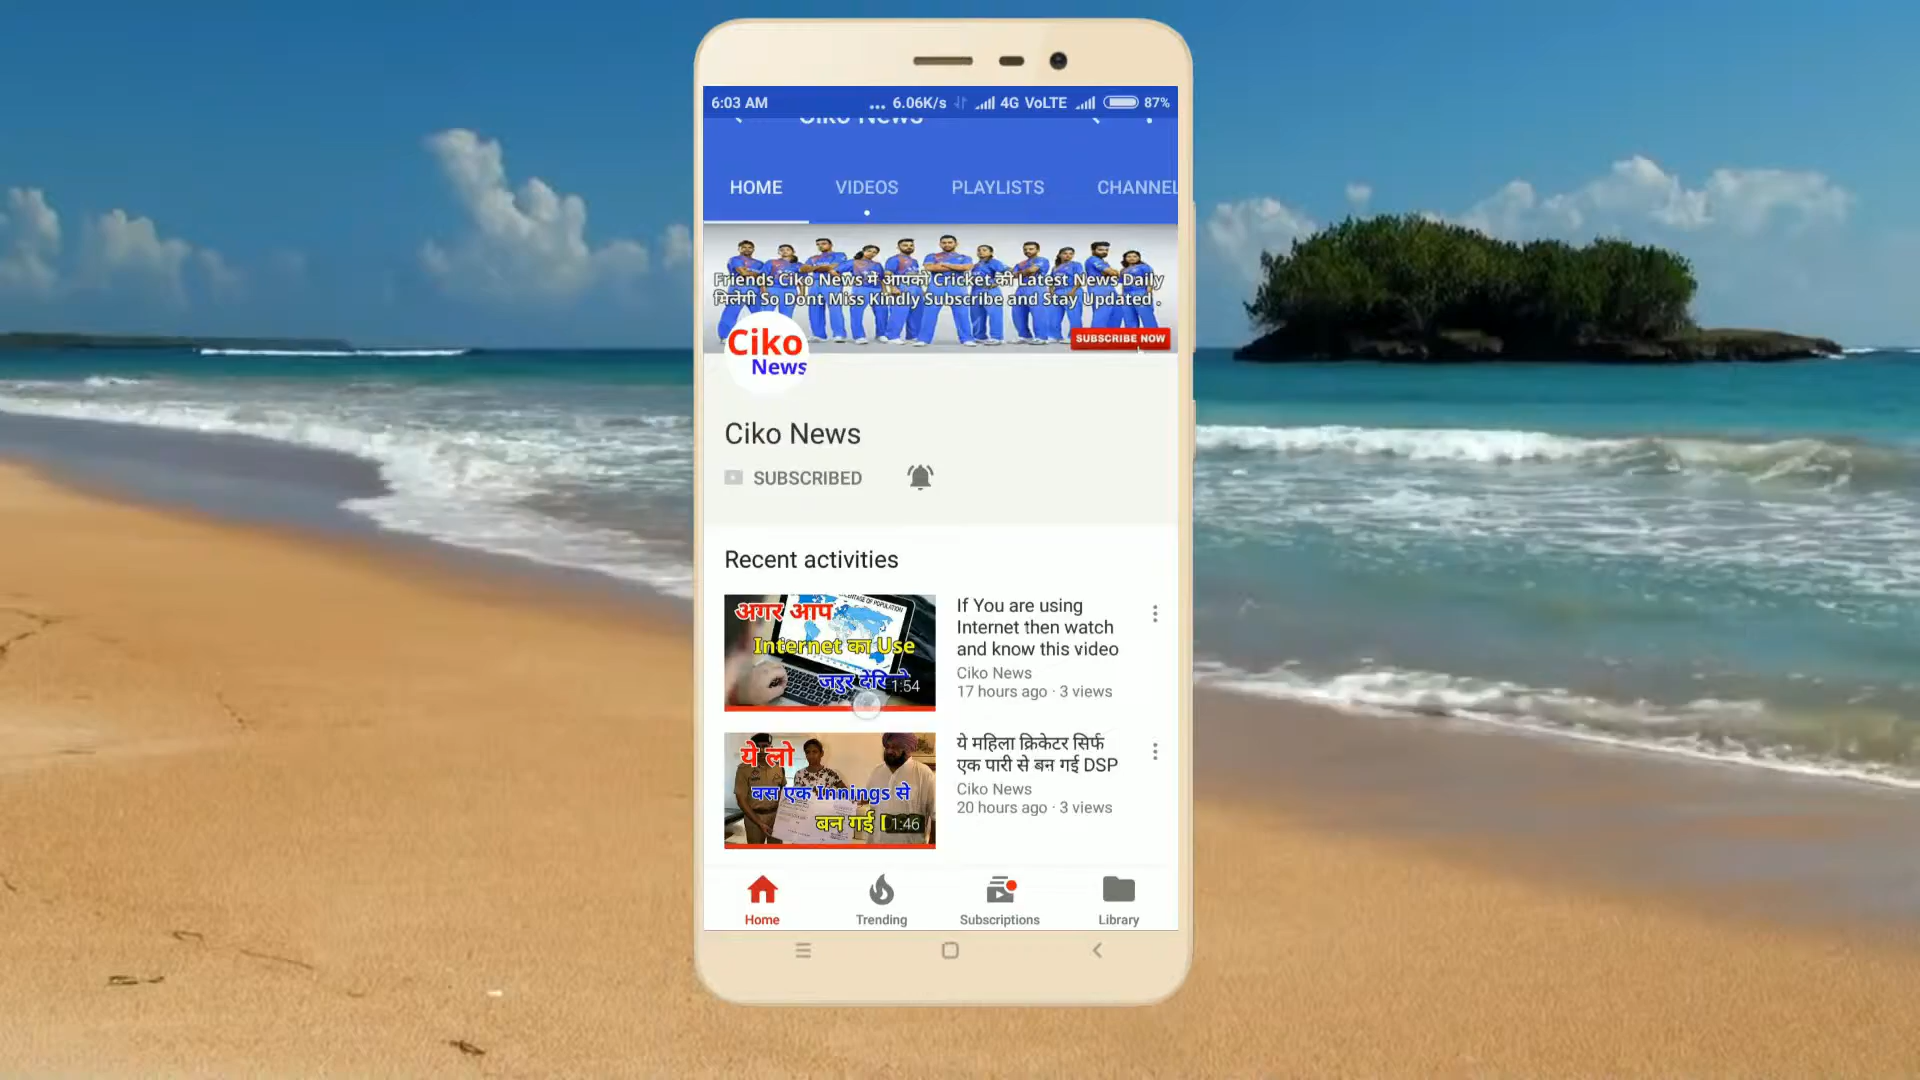 6:03 AM ... 6.06K/s 4G VoLTE 87%
Ciko News
HOME VIDEOS PLAYLISTS CHANNEL
Friends Ciko News में आपको Cricket की Latest News Daily
मिलेगी So Dont Miss Kindly Subscribe and Stay Updated .
SUBSCRIBE NOW
Ciko
News
Ciko News
SUBSCRIBED
Recent activities
अगर आप
Internet का Use
जरुर
1:54
If You are using
Internet then watch
and know this video
Ciko News
17 hours ago · 3 views
ये लो
बस एक Innings से
बन गई
1:46
ये महिला क्रिकेटर सिर्फ
एक पारी से बन गई DSP
Ciko News
20 hours ago · 3 views
Home Trending Subscriptions Library